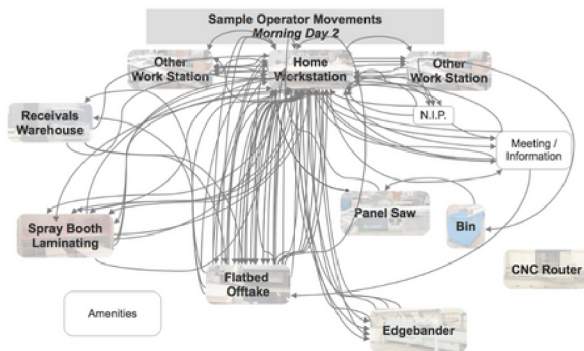 Sample Operator Movements
Morning Day 2
Other
Work Station
Home
Workstation
Other
Work Station
Receivals
Warehouse
N.I.P.
Meeting /
Information
Spray Booth
Laminating
Panel Saw
Bin
Flatbed
Offtake
CNC Router
Amenities
Edgebander